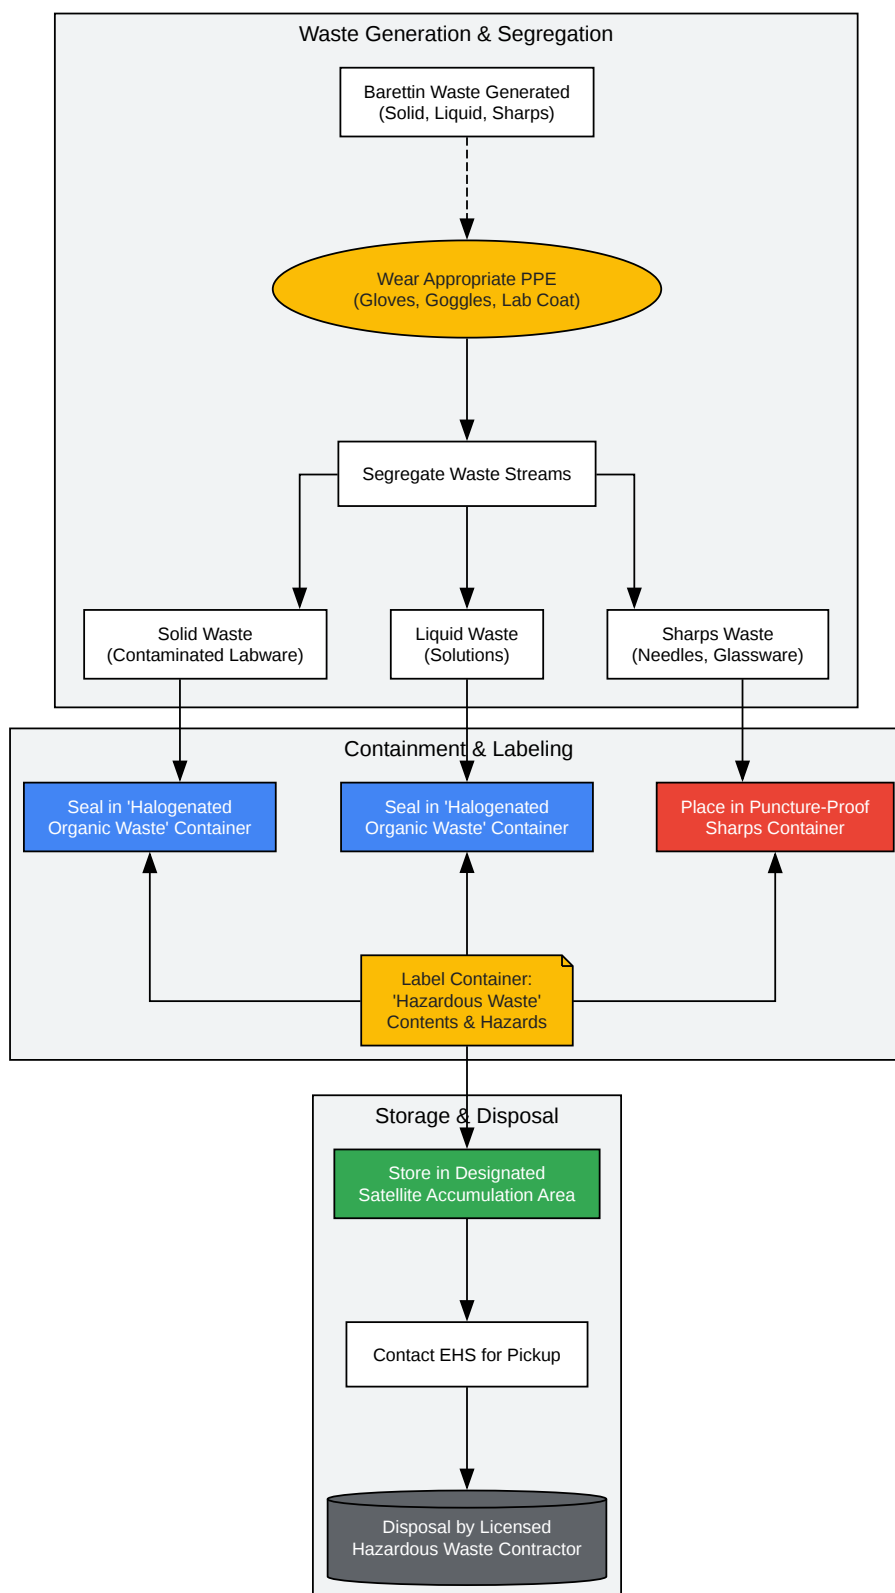 Waste Generation & Segregation
Barettin Waste Generated
(Solid, Liquid, Sharps)
Wear Appropriate PPE
(Gloves, Goggles, Lab Coat)
Segregate Waste Streams
Solid Waste
(Contaminated Labware)
Liquid Waste
(Solutions)
Sharps Waste
(Needles, Glassware)
Containment & Labeling
Seal in 'Halogenated
Organic Waste' Container
Seal in 'Halogenated
Organic Waste' Container
Place in Puncture-Proof
Sharps Container
Label Container:
'Hazardous Waste'
Contents & Hazards
Storage & Disposal
Store in Designated
Satellite Accumulation Area
Contact EHS for Pickup
Disposal by Licensed
Hazardous Waste Contractor